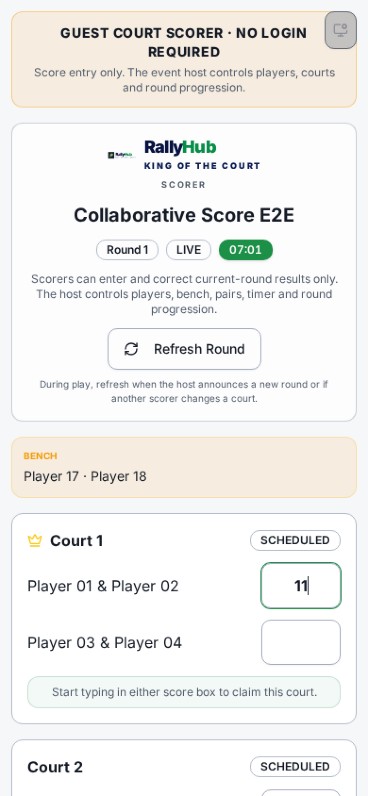 GUEST COURT SCORER · NO LOGIN
REQUIRED
Score entry only. The event host controls players, courts
and round progression.
RallyHub
RallyHub
KING OF THE COURT
SCORER
Collaborative Score E2E
Round 1
LIVE
07:01
Scorers can enter and correct current-round results only.
The host controls players, bench, pairs, timer and round
progression.
Refresh Round
During play, refresh when the host announces a new round or if
another scorer changes a court.
BENCH
Player 17 · Player 18
Court 1
SCHEDULED
Player 01 & Player 02
11
Player 03 & Player 04
Start typing in either score box to claim this court.
Court 2
SCHEDULED